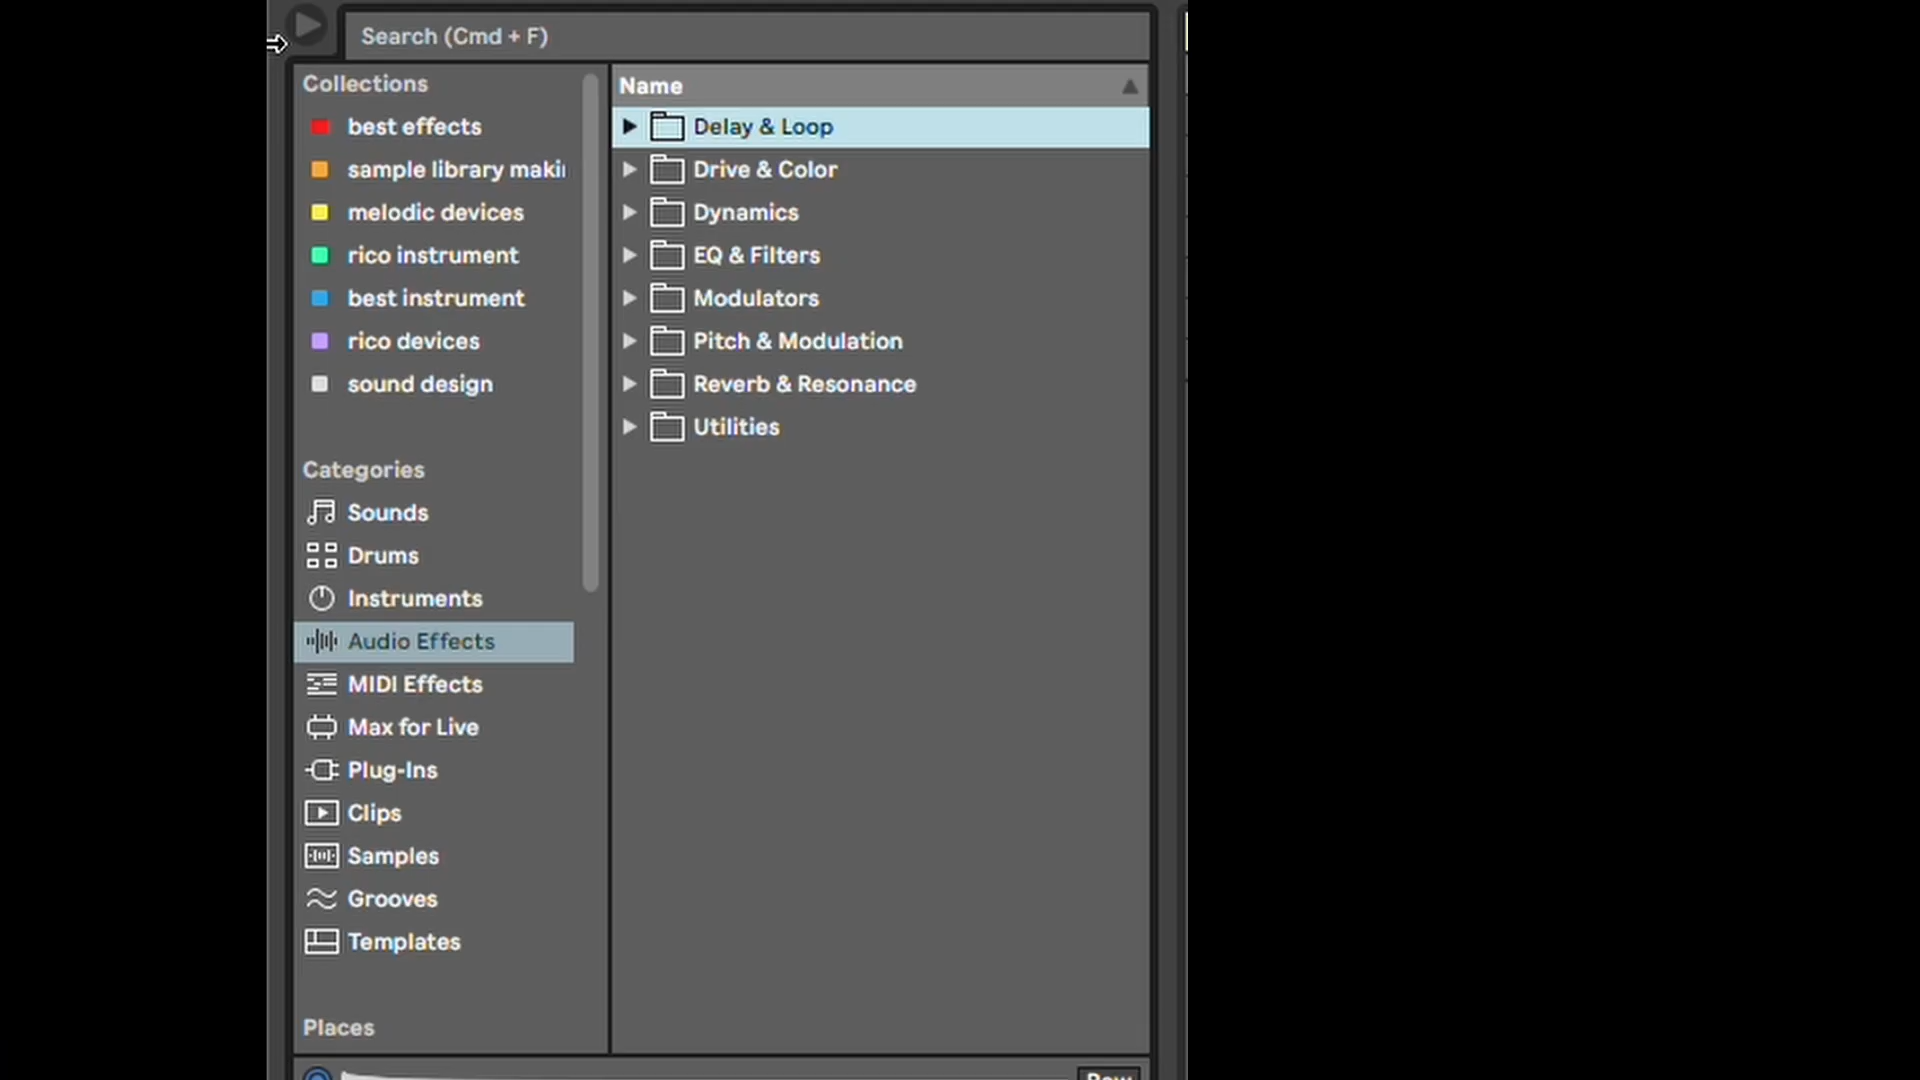 Search (Cmd + F)
Collections
best effects
sample library maki
melodic devices
rico instrument
best instrument
rico devices
sound design
Categories
Sounds
Drums
Instruments
Audio Effects
MIDI Effects
Max for Live
Plug-Ins
Clips
Samples
Grooves
Templates
Places
Name
Delay & Loop
Drive & Color
Dynamics
EQ & Filters
Modulators
Pitch & Modulation
Reverb & Resonance
Utilities
Raw